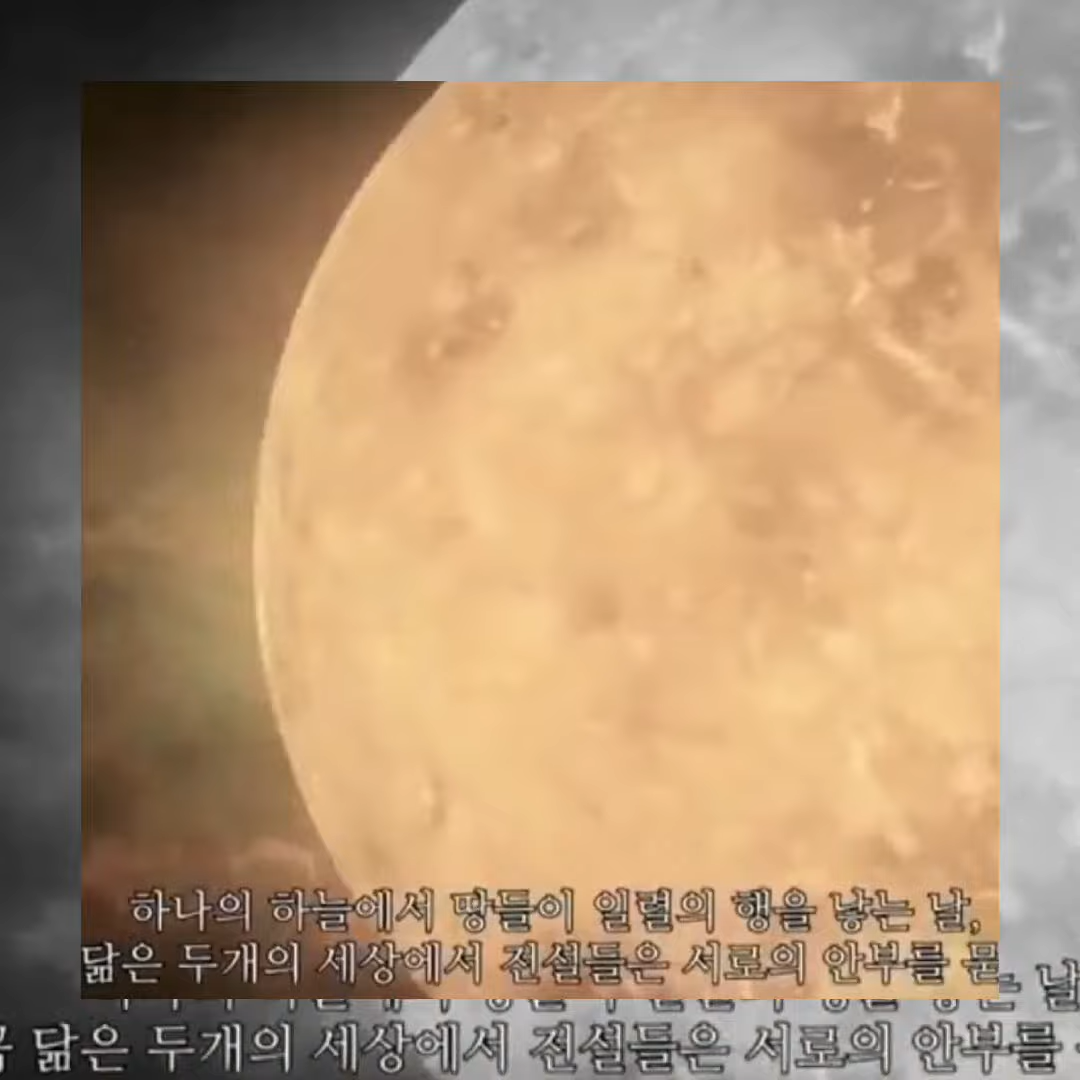 하나의 하늘에서 땅들이 일렬의 행을 낳는 날,
닮은 두개의 세상에서 전설들은 서로의 안부를 묻
날
닮은 두개의 세상에서 전설들은 서로의 안부를